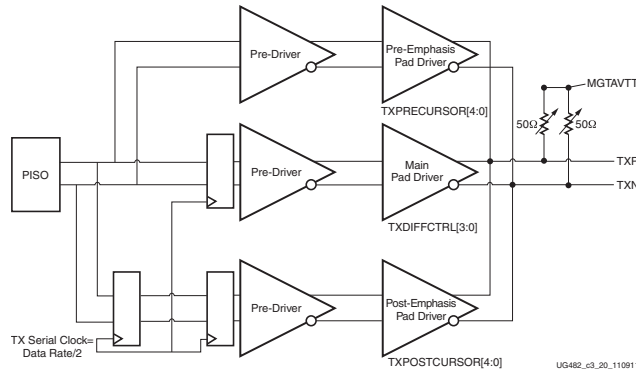 Pre-Driver
Pre-Emphasis
Pad Driver
TXPRECURSOR[4:0]
MGTAVTT
50Ω
50Ω
PISO
Pre-Driver
Main
Pad Driver
TXP
TXN
TXDIFFCTRL[3:0]
Pre-Driver
Post-Emphasis
Pad Driver
TX Serial Clock=
Data Rate/2
TXPOSTCURSOR[4:0]
UG482_c3_20_11091